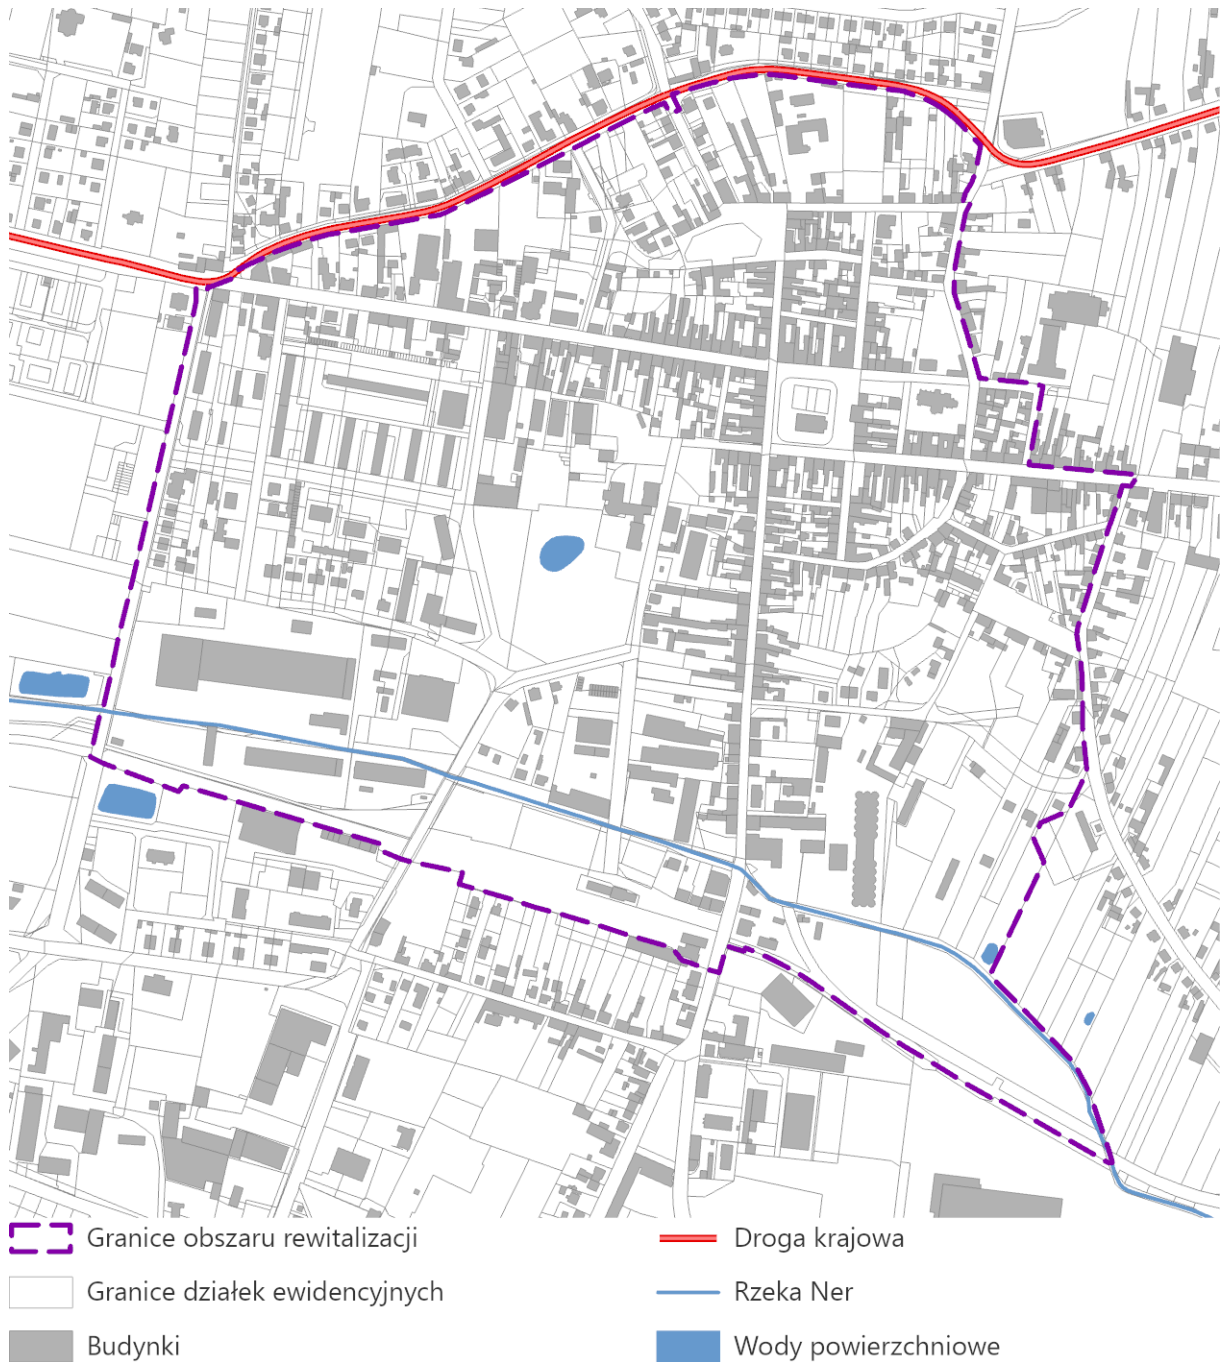 Granice obszaru rewitalizacji
Granice działek ewidencyjnych
Budynki
Droga krajowa
Rzeka Ner
Wody powierzchniowe